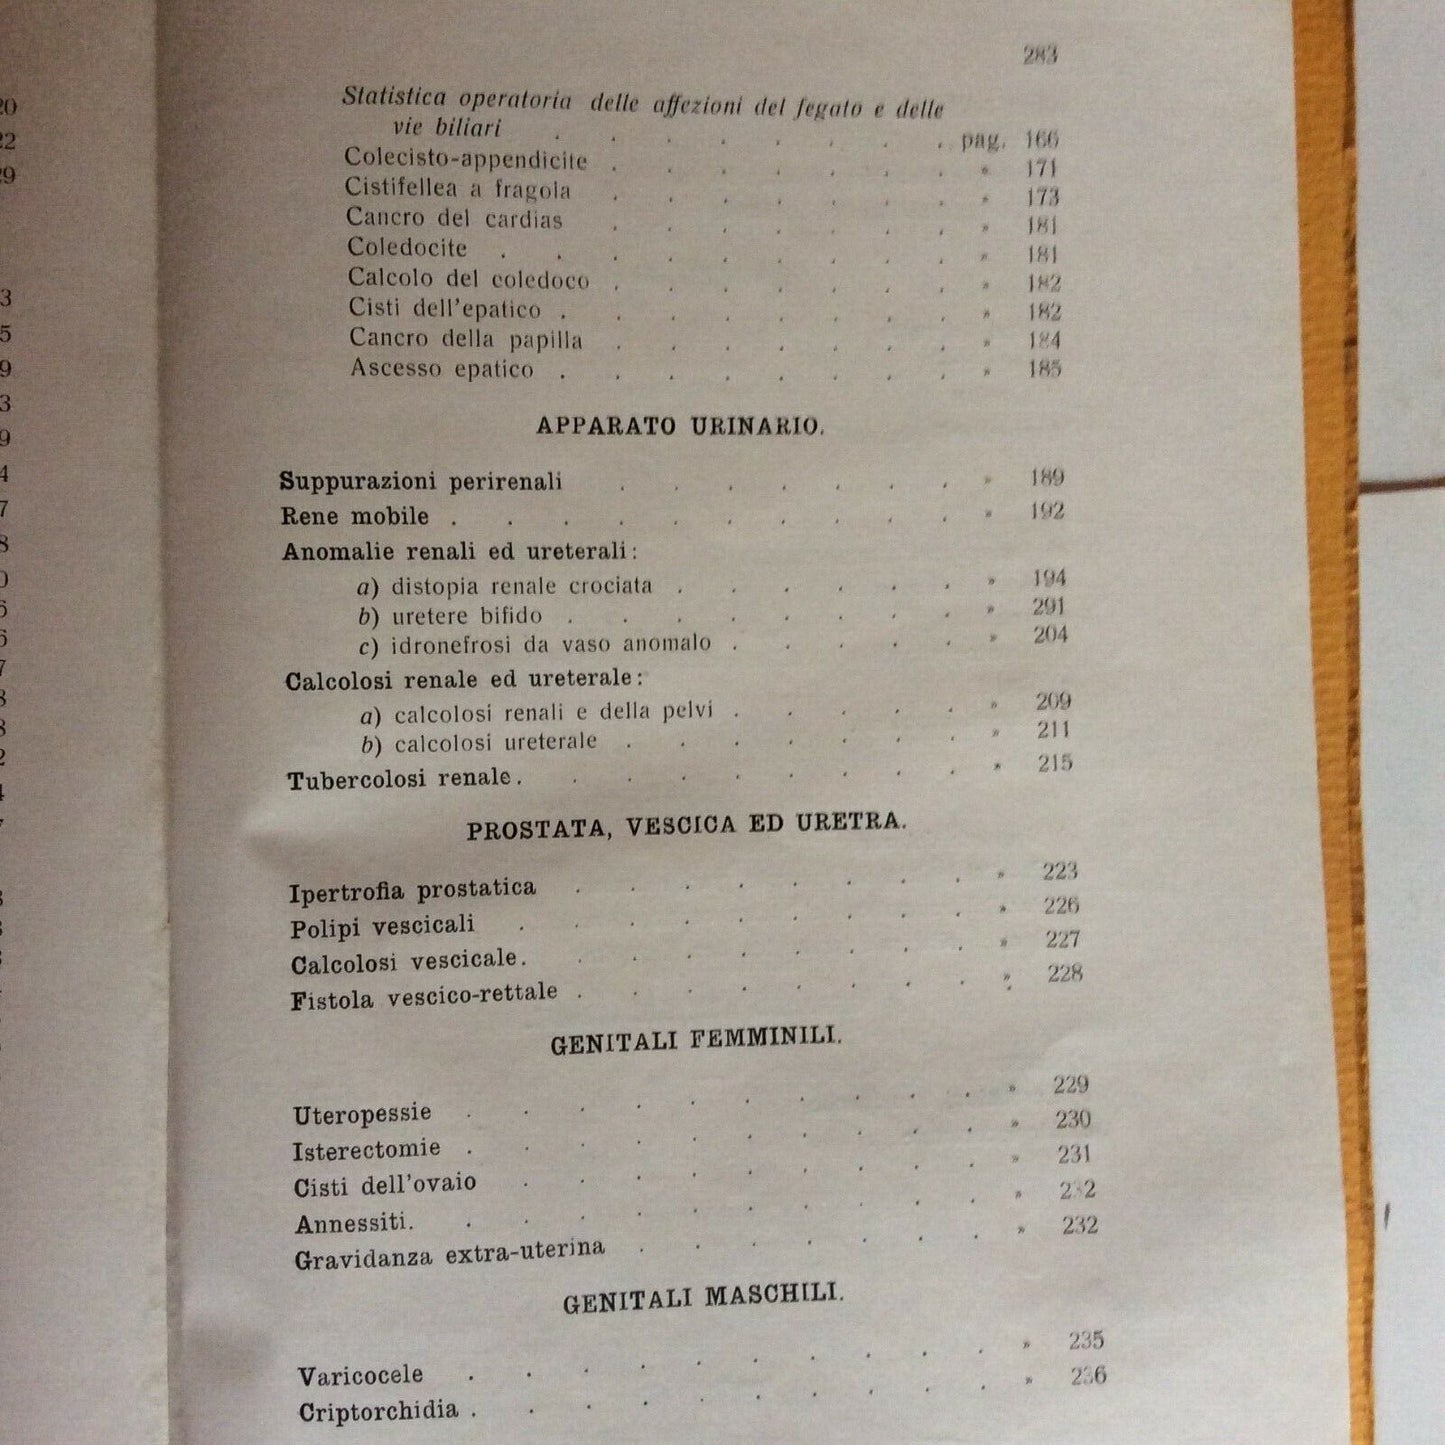 283
Statistica operatoria delle affezioni del fegato e delle
vie biliari . . . . . . . . pag. 166
Colecisto-appendicite . . . . . . . » 171
Cistifellea a fragola . . . . . . . » 173
Cancro del cardias . . . . . . . » 181
Coledocite . . . . . . . . . » 181
Calcolo del coledoco . . . . . . . » 182
Cisti dell'epatico . . . . . . . . » 182
Cancro della papilla . . . . . . . » 184
Ascesso epatico . . . . . . . . » 185
APPARATO URINARIO.
Suppurazioni perirenali . . . . . . . » 189
Rene mobile . . . . . . . . . . » 192
Anomalie renali ed ureterali:
a) distopia renale crociata . . . . . . » 194
b) uretere bifido . . . . . . . . » 291
c) idronefrosi da vaso anomalo . . . . . » 204
Calcolosi renale ed ureterale:
a) calcolosi renali e della pelvi . . . . . » 209
b) calcolosi ureterale . . . . . . . » 211
Tubercolosi renale . . . . . . . . . » 215
PROSTATA, VESCICA ED URETRA.
Ipertrofia prostatica . . . . . . . . » 223
Polipi vescicali . . . . . . . . . » 226
Calcolosi vescicale . . . . . . . . . » 227
Fistola vescico-rettale . . . . . . . . » 228
GENITALI FEMMINILI.
Uteropessie . . . . . . . . . . » 229
Isterectomie . . . . . . . . . . » 230
Cisti dell'ovaio . . . . . . . . . » 231
Annessiti . . . . . . . . . . . » 232
Gravidanza extra-uterina . . . . . . . » 232
GENITALI MASCHILI.
Varicocele . . . . . . . . . . » 235
Criptorchidia . . . . . . . . . . » 236